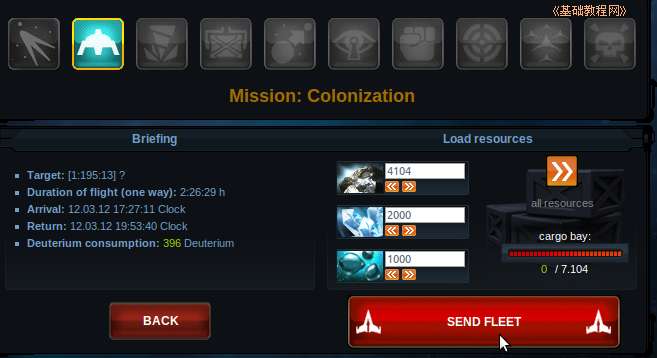 《基础教程网》
Mission: Colonization
Briefing
Load resources
Target: [1:195:13] ?
Duration of flight (one way): 2:26:29 h
Arrival: 12.03.12 17:27:11 Clock
Return: 12.03.12 19:53:40 Clock
Deuterium consumption: 396 Deuterium
4104
2000
1000
all resources
cargo bay:
0 / 7.104
BACK
SEND FLEET